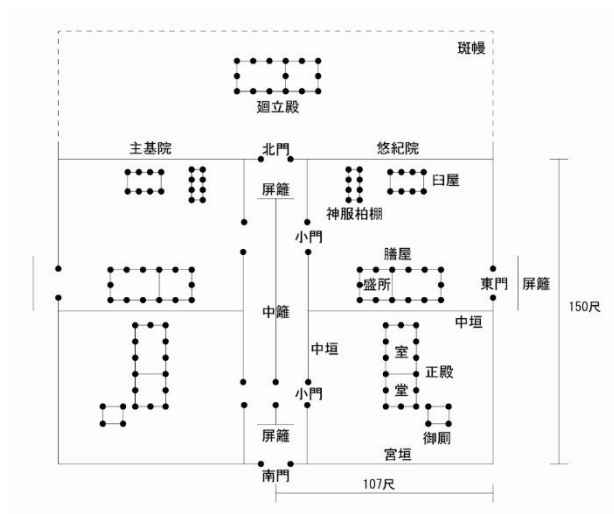 斑幔
廻立殿
主基院
北門
悠紀院
屏籬
臼屋
神服柏棚
小門
膳屋
盛所
東門
屏籬
中籬
中垣
150尺
中垣
室
正殿
堂
小門
屏籬
御厠
宮垣
南門
107尺